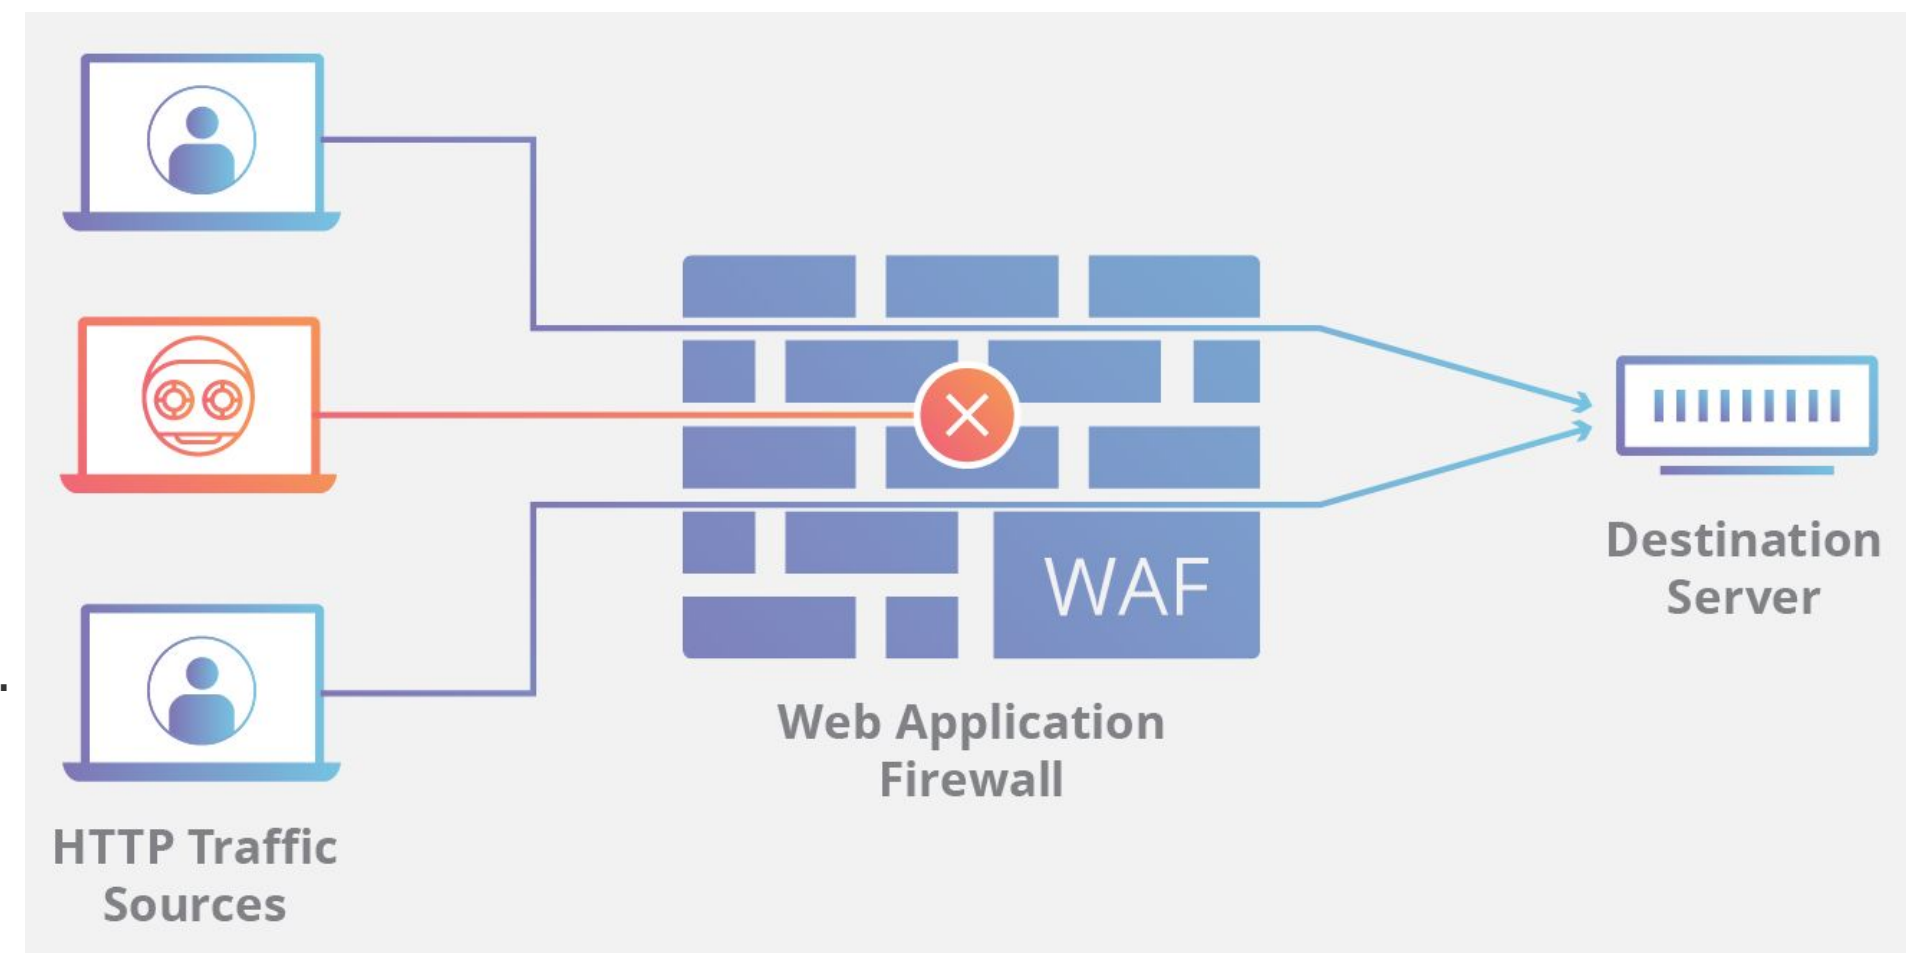 WAF
Web Application
Firewall
Destination
Server
HTTP Traffic
Sources
.